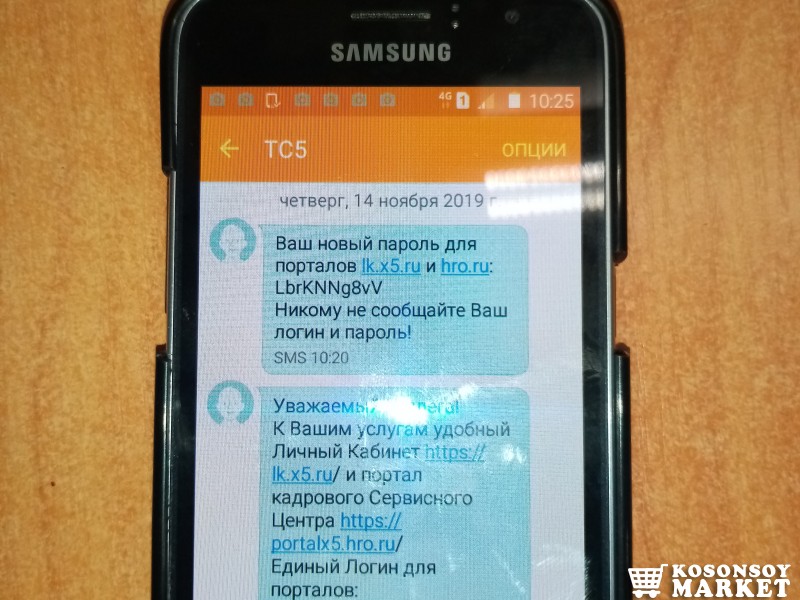 SAMSUNG
4G
1
10:25
TC5
ОПЦИИ
четверг, 14 ноября 2019 г.
Ваш новый пароль для
порталов lk.x5.ru и hro.ru:
LbrKNNg8vV
Никому не сообщайте Ваш
логин и пароль!
SMS 10:20
К Вашим услугам удобный
Личный Кабинет https://
lk.x5.ru/ и портал
кадрового Сервисного
Центра https://
portalx5.hro.ru/
Единый Логин для
порталов:
KOSONSOY
MARKET